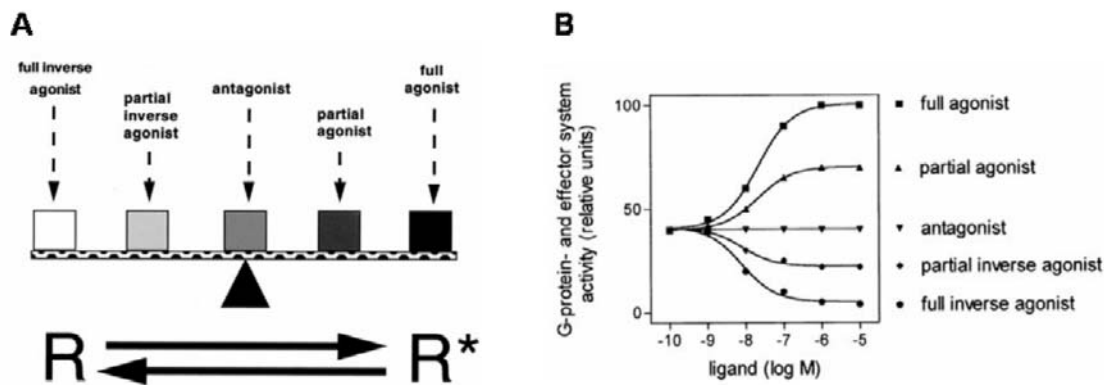 A
full inverse
agonist
partial
inverse
agonist
antagonist
partial
agonist
full
agonist
R
R*
B
G-protein- and effector system
activity (relative units)
100
50
0
-10 -9 -8 -7 -6 -5
ligand (log M)
full agonist
partial agonist
antagonist
partial inverse agonist
full inverse agonist